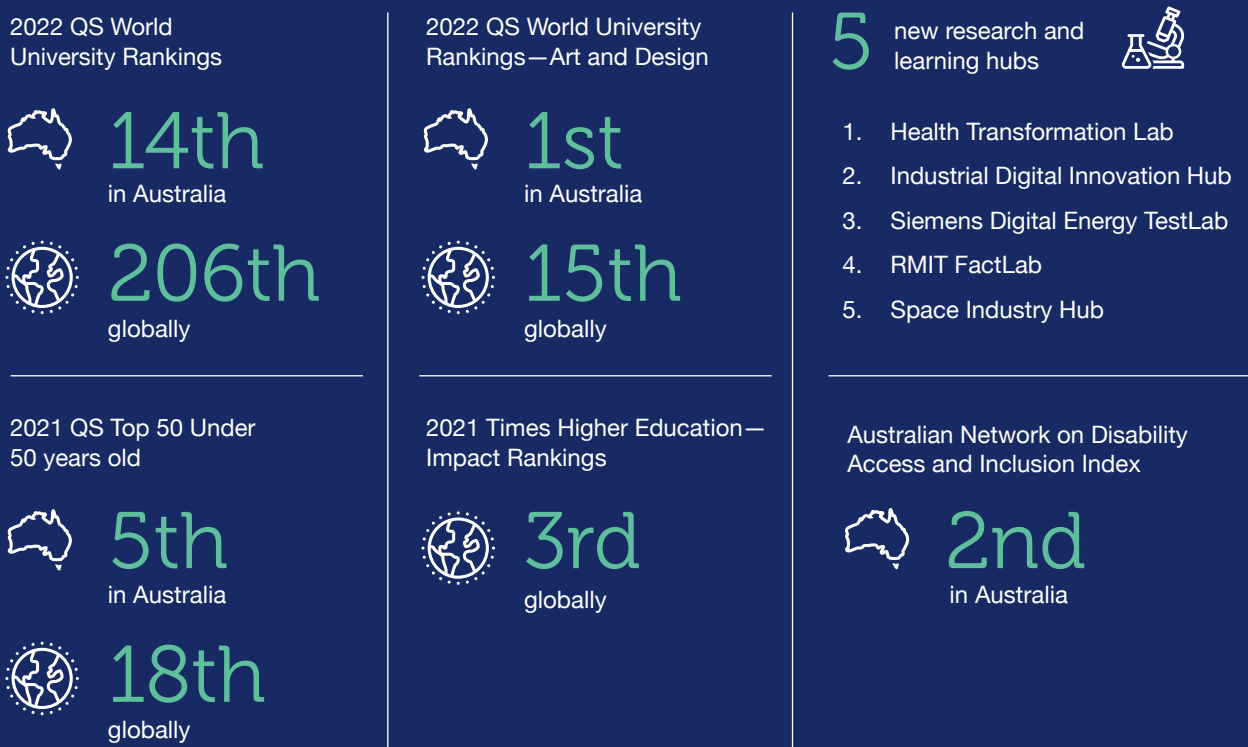 2022 QS World
University Rankings
14th
in Australia
206th
globally
2022 QS World University
Rankings—Art and Design
1st
in Australia
15th
globally
5
new research and
learning hubs
1. Health Transformation Lab
2. Industrial Digital Innovation Hub
3. Siemens Digital Energy TestLab
4. RMIT FactLab
5. Space Industry Hub
2021 QS Top 50 Under
50 years old
5th
in Australia
18th
globally
2021 Times Higher Education—
Impact Rankings
3rd
globally
Australian Network on Disability
Access and Inclusion Index
2nd
in Australia